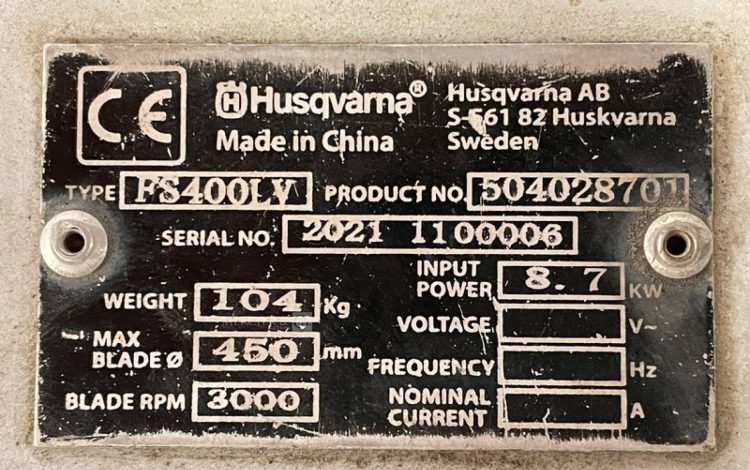 CE
Husqvarna®
Made in China
Husqvarna AB
S-561 82 Huskvarna
Sweden
TYPE FS400LV PRODUCT NO. 504028701
SERIAL NO. 2021 1100006
WEIGHT 104 Kg
MAX
BLADE Ø 450 mm
BLADE RPM 3000
INPUT
POWER 8.7 KW
VOLTAGE V~
FREQUENCY Hz
NOMINAL
CURRENT A